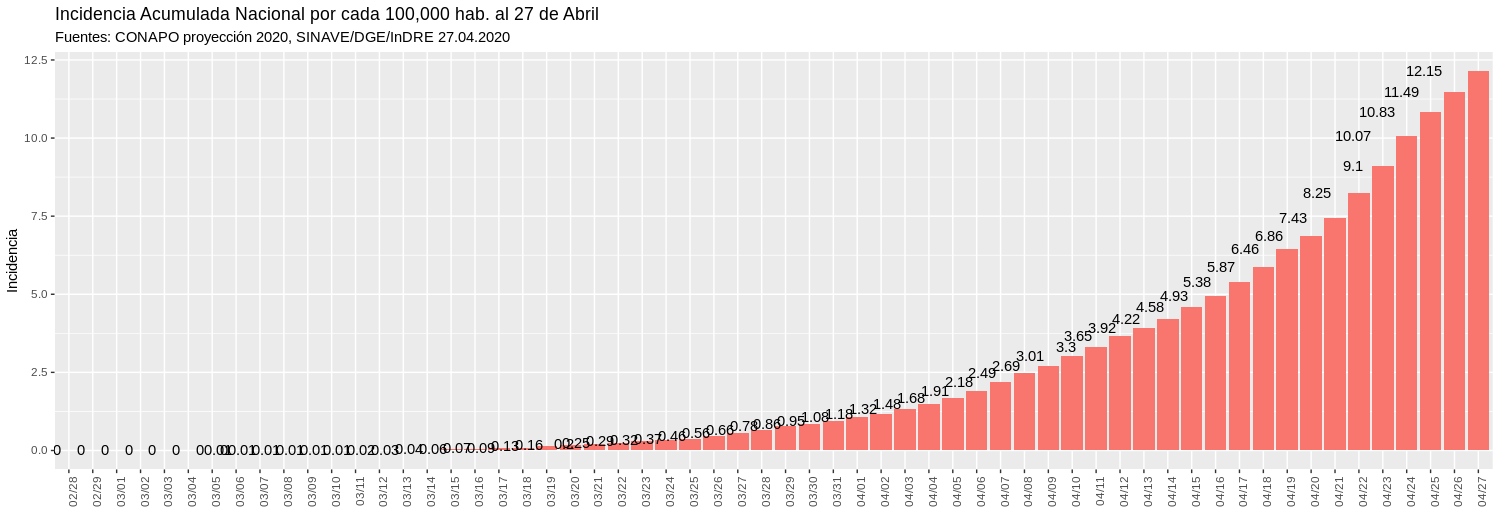 Incidencia Acumulada Nacional por cada 100,000 hab. al 27 de Abril
Fuentes: CONAPO proyección 2020, SINAVE/DGE/InDRE 27.04.2020
12.5
10.0
7.5
5.0
2.5
0.0
Incidencia
0 0 0 0 0 0 0 0.01 0.01 0.01 0.01 0.01 0.01 0.02 0.03 0.04 0.06 0.07 0.09 0.13 0.16 0.2 0.25 0.29 0.32 0.37 0.46 0.56 0.66 0.78 0.86 0.95 1.08 1.18 1.32 1.48 1.68 1.91 2.18 2.49 2.69 3.01 3.3 3.65 3.92 4.22 4.58 4.93 5.38 5.87 6.46 6.86 7.43 8.25 9.1 10.07 10.83 11.49 12.15
02/28 02/29 03/01 03/02 03/03 03/04 03/05 03/06 03/07 03/08 03/09 03/10 03/11 03/12 03/13 03/14 03/15 03/16 03/17 03/18 03/19 03/20 03/21 03/22 03/23 03/24 03/25 03/26 03/27 03/28 03/29 03/30 03/31 04/01 04/02 04/03 04/04 04/05 04/06 04/07 04/08 04/09 04/10 04/11 04/12 04/13 04/14 04/15 04/16 04/17 04/18 04/19 04/20 04/21 04/22 04/23 04/24 04/25 04/26 04/27